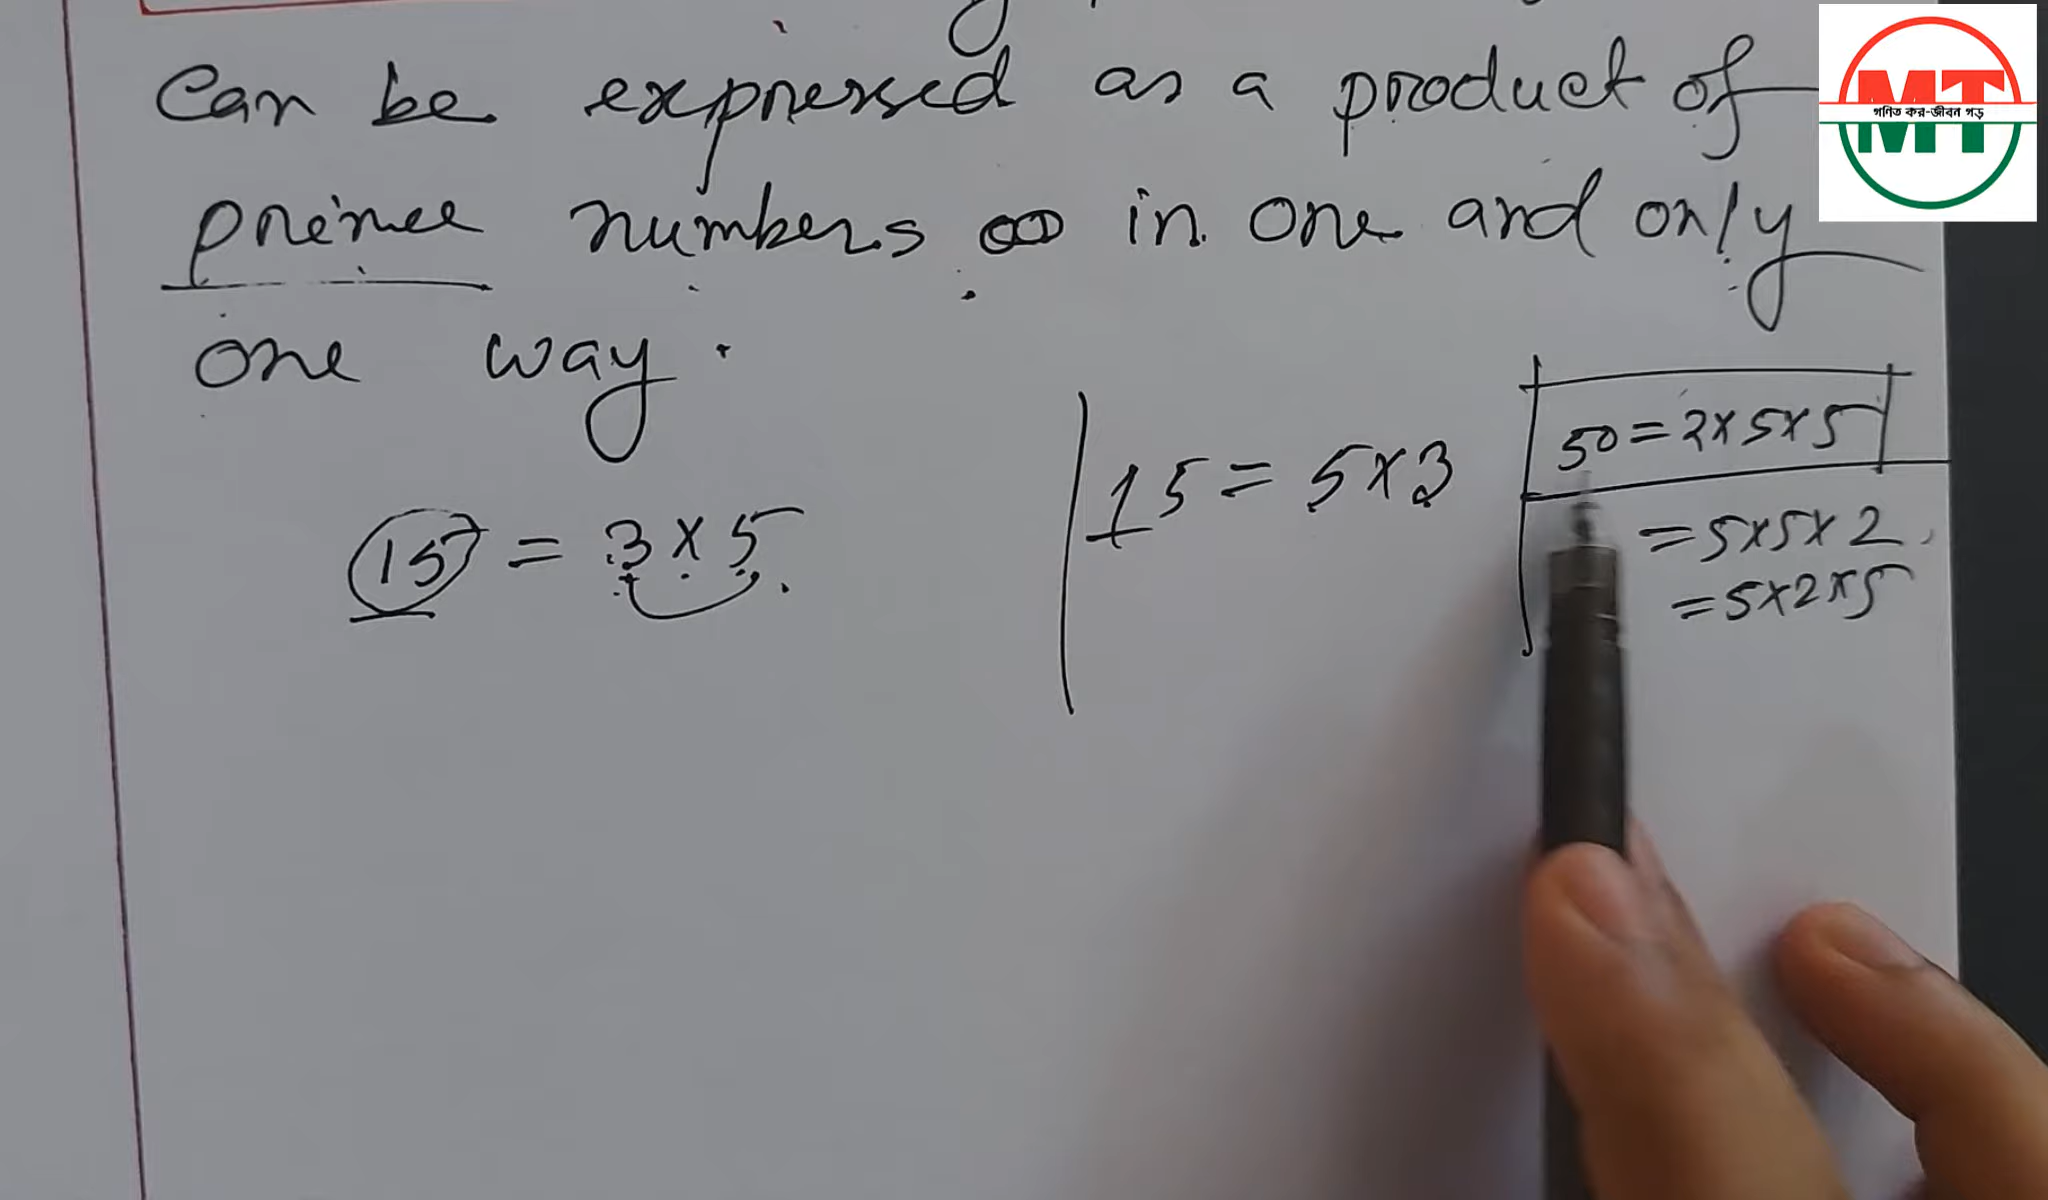 can be expressed as a product of
prime numbers in one and only
one way.
15 = 3 × 5
15 = 5×3
50 = 2×5×5
= 5×5×2
= 5×2×5
MT
গণিত কর-জীবন গড়